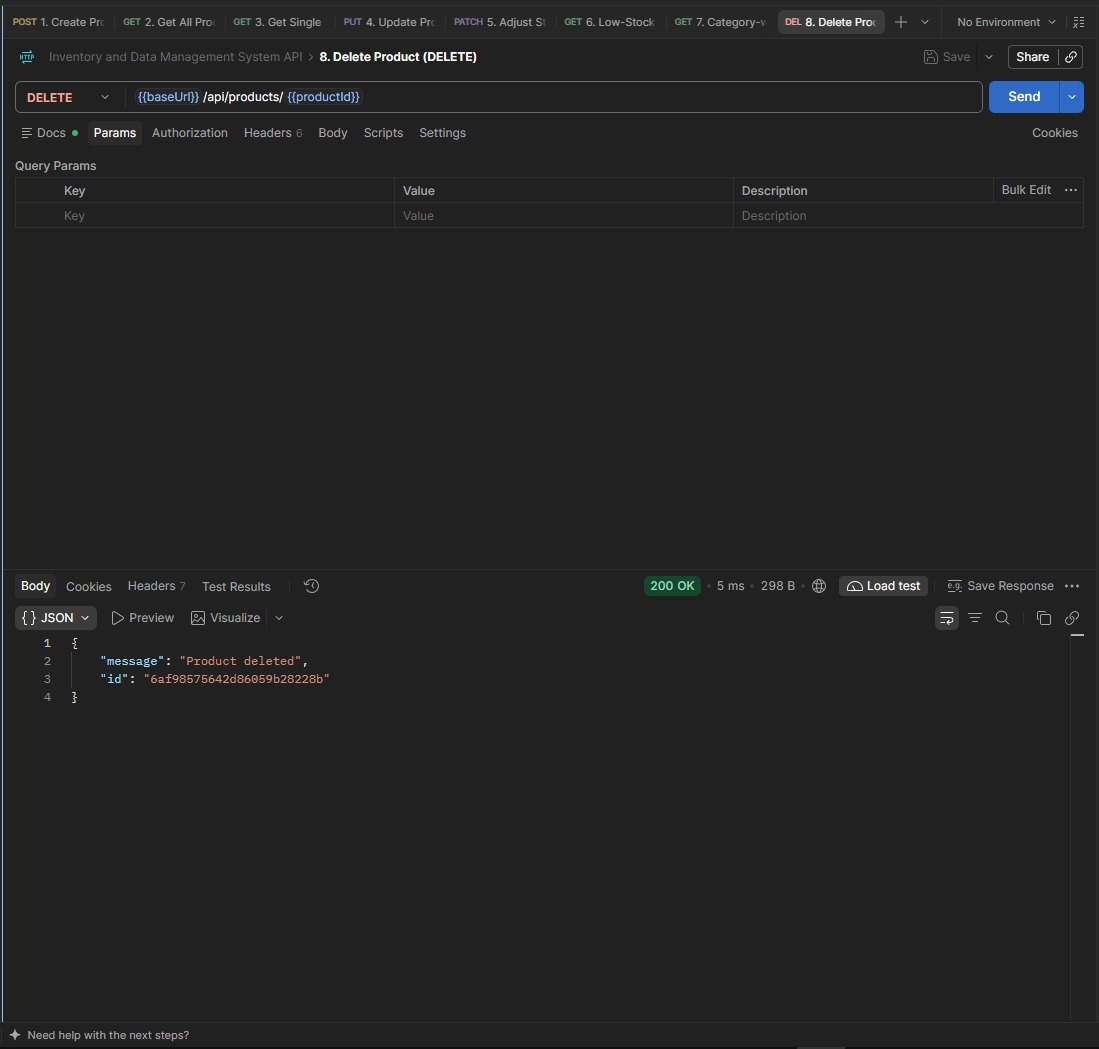 POST 1. Create Pro GET 2. Get All Proc GET 3. Get Single PUT 4. Update Pro PATCH 5. Adjust St GET 6. Low-Stock GET 7. Category-w DEL 8. Delete Proc No Environment
HTTP Inventory and Data Management System API > 8. Delete Product (DELETE) Save Share
DELETE {{baseUrl}} /api/products/ {{productId}} Send
Docs Params Authorization Headers 6 Body Scripts Settings Cookies
Query Params
Key Value Description Bulk Edit
Key Value Description
Body Cookies Headers 7 Test Results 200 OK 5 ms 298 B Load test e.g. Save Response
{} JSON Preview Visualize
1 {
2 "message": "Product deleted",
3 "id": "6af98575642d86059b28228b"
4 }
Need help with the next steps?